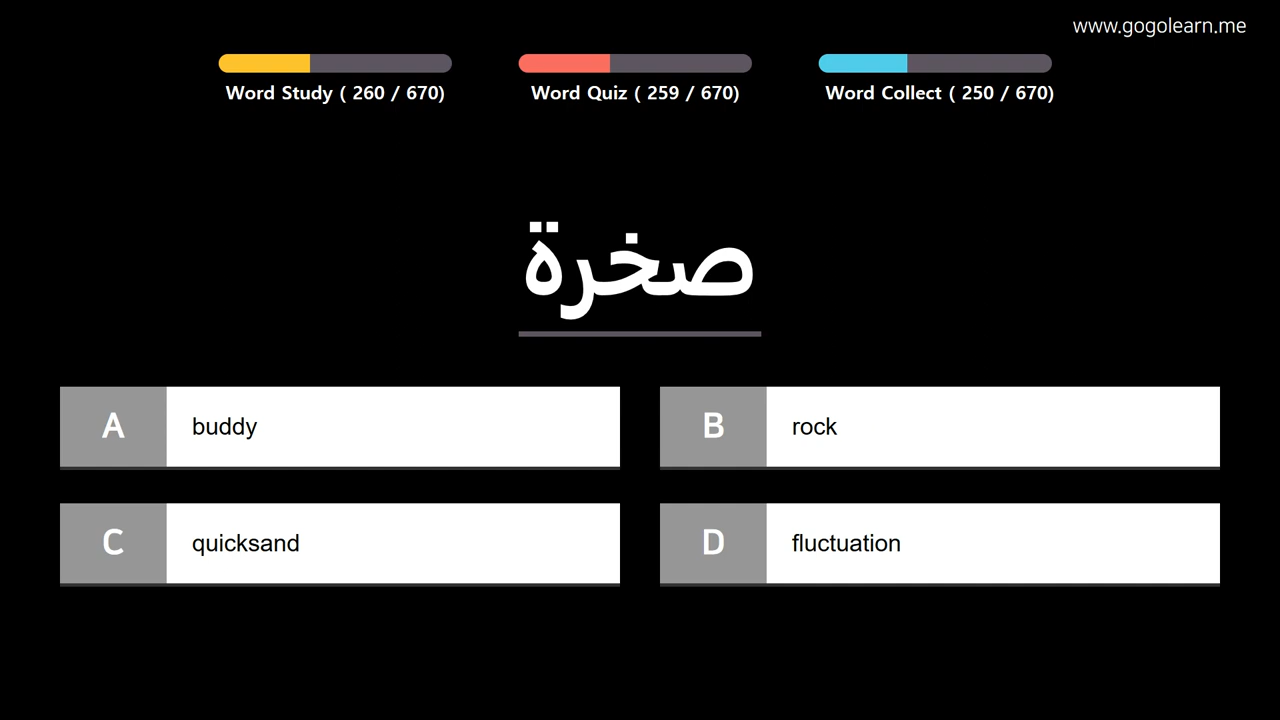 www.gogolearn.me
Word Study ( 260 / 670)
Word Quiz ( 259 / 670)
Word Collect ( 250 / 670)
صخرة
A buddy
B rock
C quicksand
D fluctuation